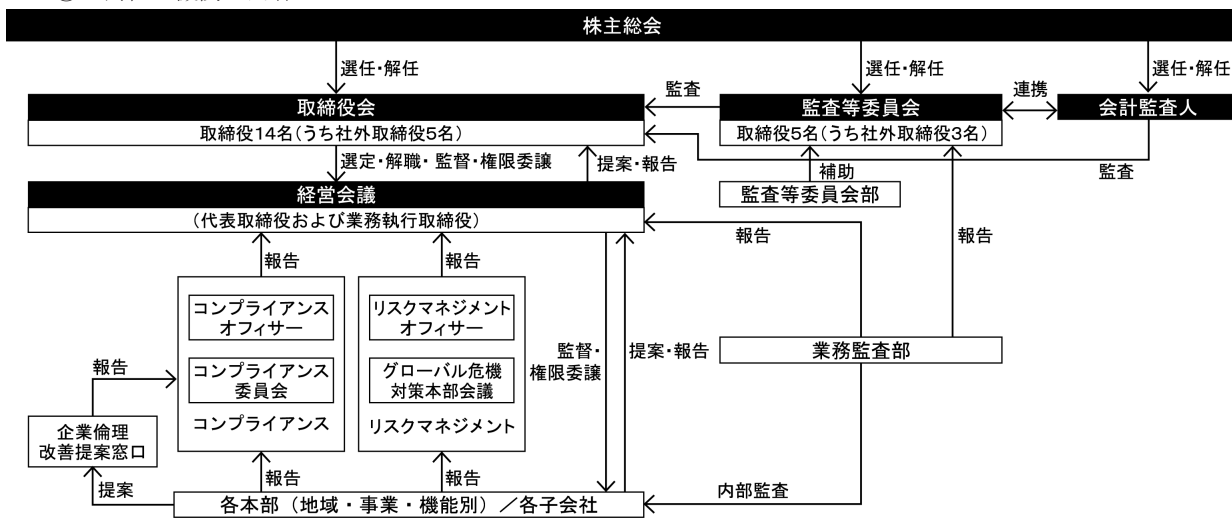 株主総会
選任・解任
選任・解任
選任・解任
取締役会
取締役14名(うち社外取締役5名)
監査
監査等委員会
取締役5名(うち社外取締役3名)
連携
会計監査人
監査
選定・解職・監督・権限委譲
提案・報告
補助
監査等委員会部
経営会議
(代表取締役および業務執行取締役)
報告
報告
報告
報告
コンプライアンス
オフィサー
コンプライアンス
委員会
コンプライアンス
リスクマネジメント
オフィサー
グローバル危機
対策本部会議
リスクマネジメント
監督・
権限委譲
提案・報告
業務監査部
報告
企業倫理
改善提案窓口
提案
報告
報告
内部監査
各本部(地域・事業・機能別)/各子会社